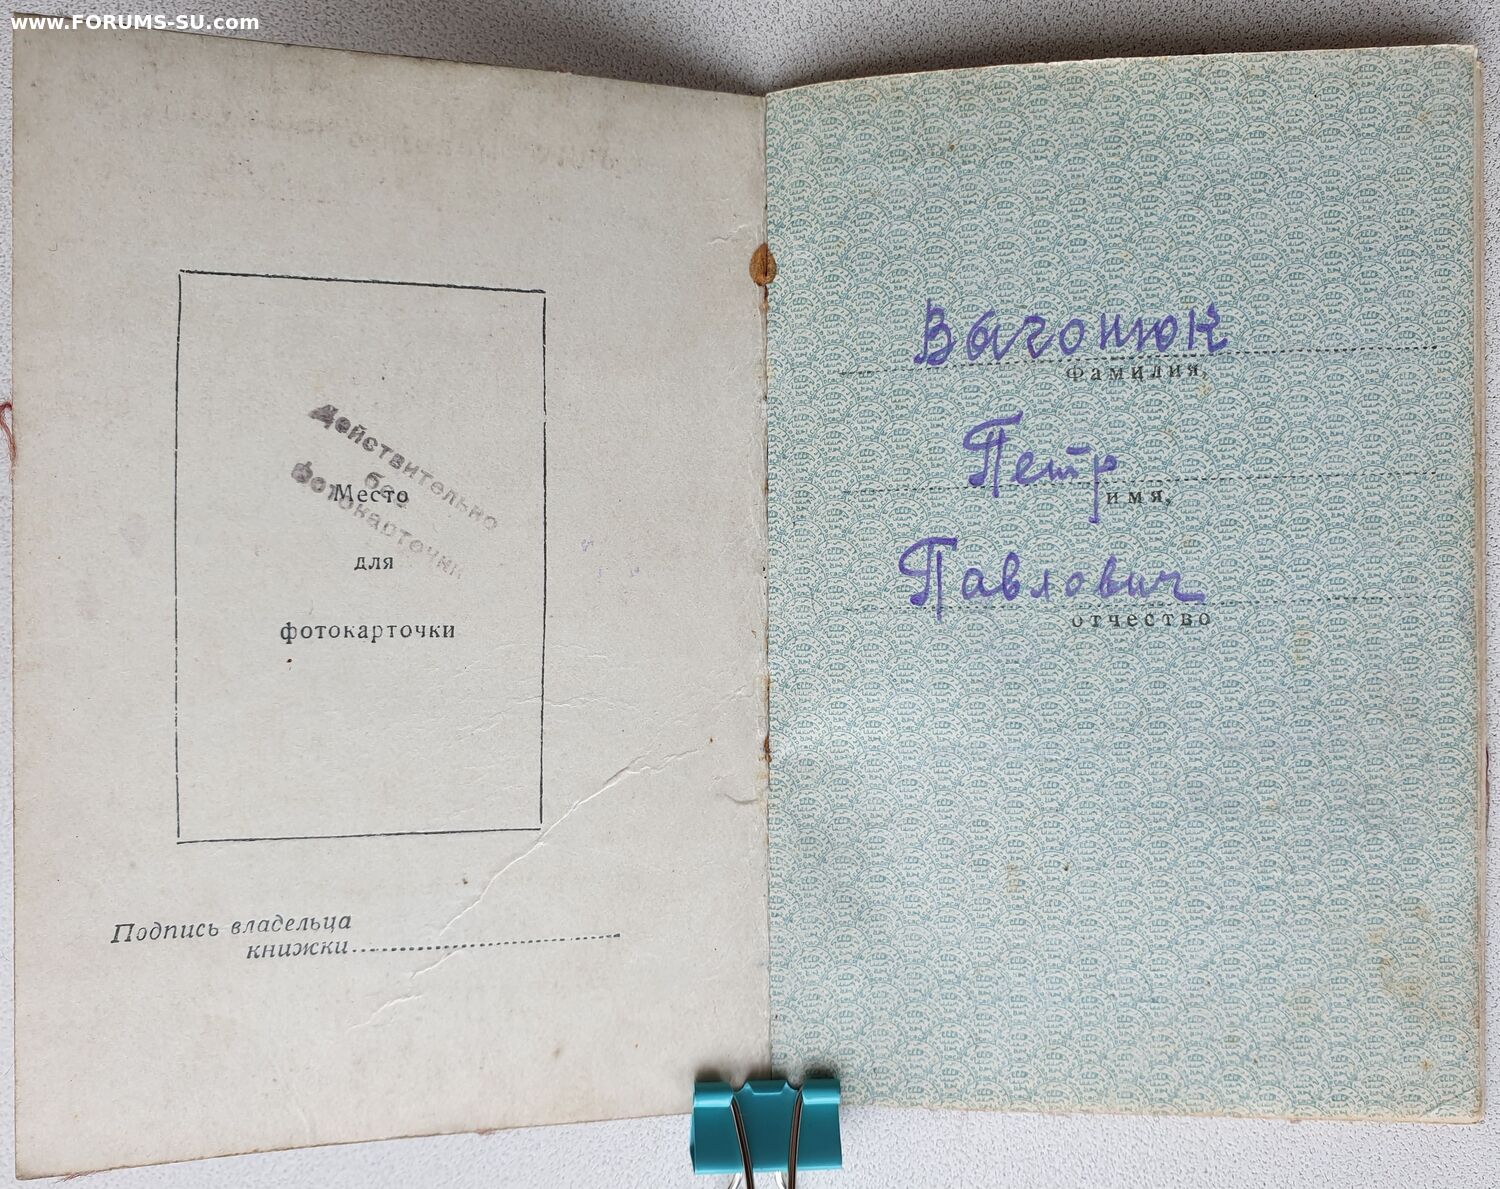 www.FORUMS-SU.com
Действительно
без
фотокарточки
Место
для
фотокарточки
Подпись владельца
книжки
Вагонюк
фамилия,
Петр
имя,
Павлович
отчество